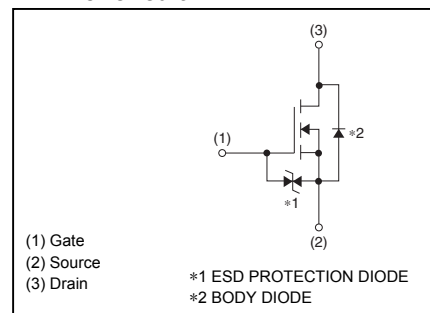 (3)
(1)
*2
*1
(2)
(1) Gate
(2) Source
(3) Drain
*1 ESD PROTECTION DIODE
*2 BODY DIODE